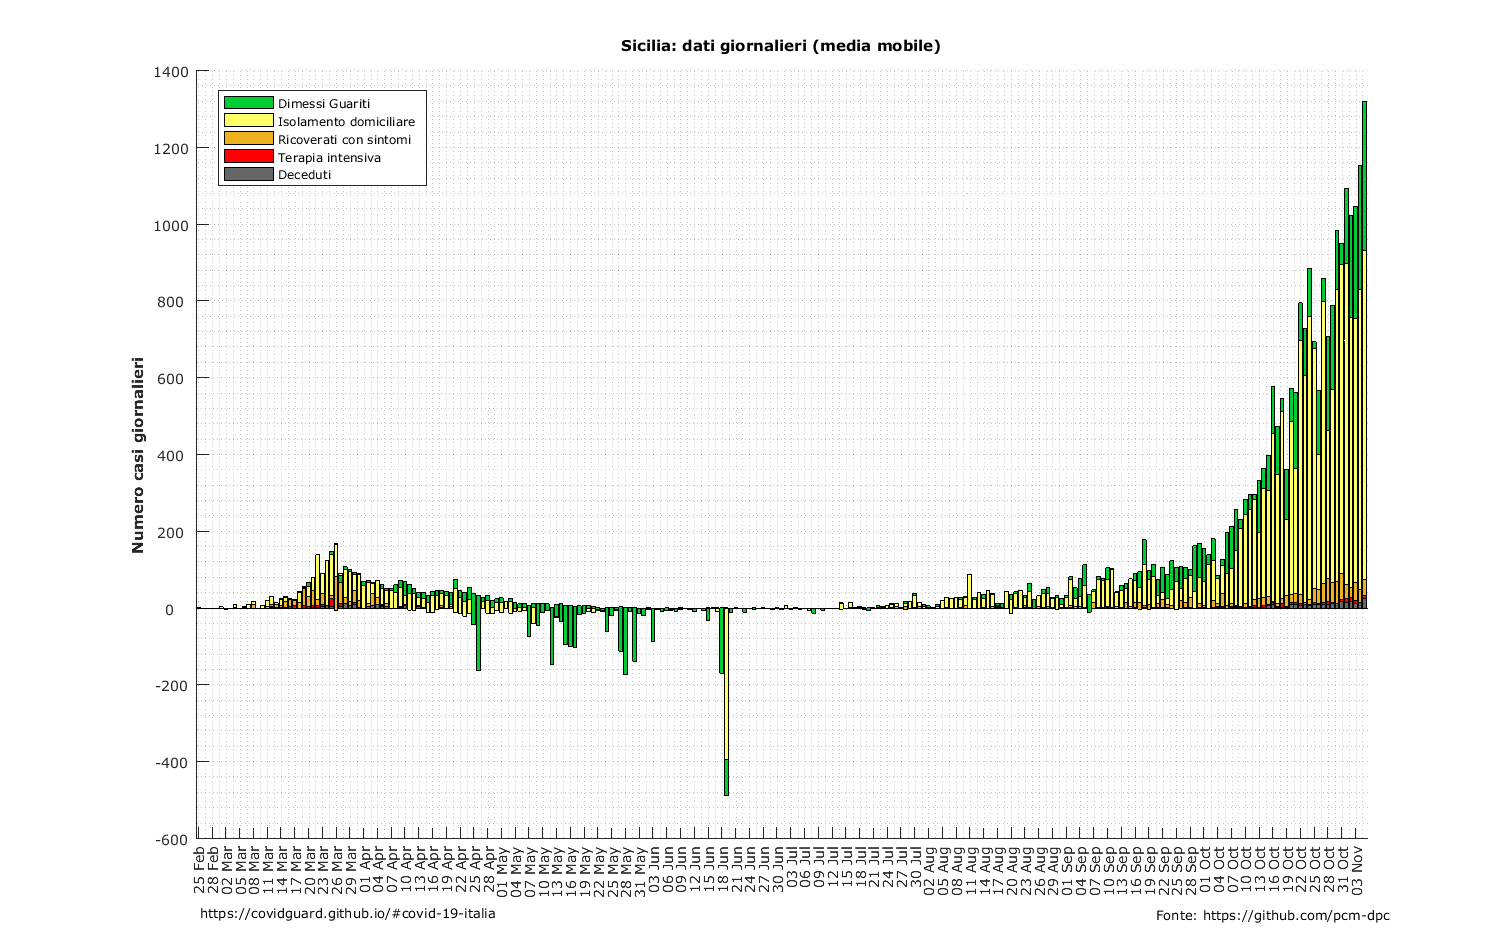 Sicilia: dati giornalieri (media mobile)
1400
1200
1000
800
600
400
200
0
-200
-400
-600
Numero casi giornalieri
Dimessi Guariti
Isolamento domiciliare
Ricoverati con sintomi
Terapia intensiva
Deceduti
25 Feb
28 Feb
02 Mar
05 Mar
08 Mar
11 Mar
14 Mar
17 Mar
20 Mar
23 Mar
26 Mar
29 Mar
01 Apr
04 Apr
07 Apr
10 Apr
13 Apr
16 Apr
19 Apr
22 Apr
25 Apr
28 Apr
01 May
04 May
07 May
10 May
13 May
16 May
19 May
22 May
25 May
28 May
31 May
03 Jun
06 Jun
09 Jun
12 Jun
15 Jun
18 Jun
21 Jun
24 Jun
27 Jun
30 Jun
03 Jul
06 Jul
09 Jul
12 Jul
15 Jul
18 Jul
21 Jul
24 Jul
27 Jul
30 Jul
02 Aug
05 Aug
08 Aug
11 Aug
14 Aug
17 Aug
20 Aug
23 Aug
26 Aug
29 Aug
01 Sep
04 Sep
07 Sep
10 Sep
13 Sep
16 Sep
19 Sep
22 Sep
25 Sep
28 Sep
01 Oct
04 Oct
07 Oct
10 Oct
13 Oct
16 Oct
19 Oct
22 Oct
25 Oct
28 Oct
31 Oct
03 Nov
https://covidguard.github.io/#covid-19-italia
Fonte: https://github.com/pcm-dpc